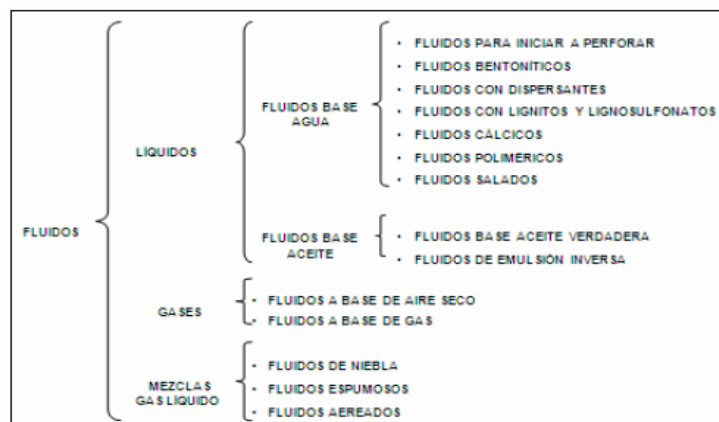 FLUIDOS
LÍQUIDOS
FLUIDOS BASE
AGUA
• FLUIDOS PARA INICIAR A PERFORAR
• FLUIDOS BENTONÍTICOS
• FLUIDOS CON DISPERSANTES
• FLUIDOS CON LIGNITOS Y LIGNOSULFONATOS
• FLUIDOS CÁLCICOS
• FLUIDOS POLIMÉRICOS
• FLUIDOS SALADOS
FLUIDOS BASE
ACEITE
• FLUIDOS BASE ACEITE VERDADERA
• FLUIDOS DE EMULSIÓN INVERSA
GASES
• FLUIDOS A BASE DE AIRE SECO
• FLUIDOS A BASE DE GAS
MEZCLAS
GAS LÍQUIDO
• FLUIDOS DE NIEBLA
• FLUIDOS ESPUMOSOS
• FLUIDOS AEREADOS